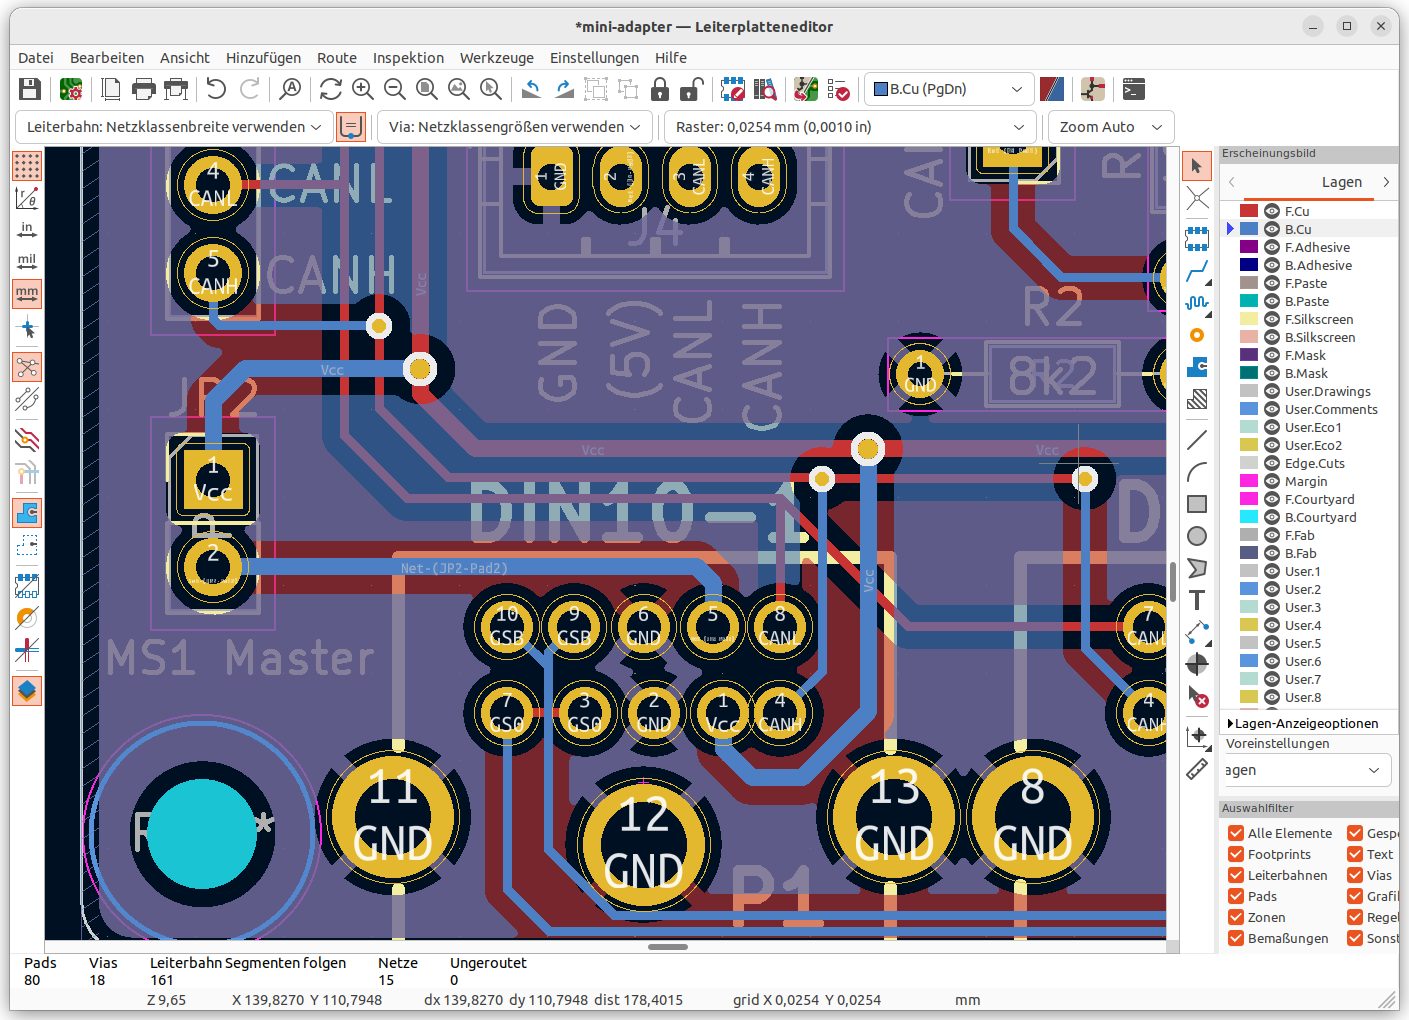 *mini-adapter — Leiterplatteneditor
Datei Bearbeiten Ansicht Hinzufügen Route Inspektion Werkzeuge Einstellungen Hilfe
B.Cu (PgDn)
Leiterbahn: Netzklassenbreite verwenden
Via: Netzklassengrößen verwenden
Raster: 0,0254 mm (0,0010 in)
Zoom Auto
in
mil
mm
4
CANL
CANL
5
CANH
CANH
1
GND
2
3
CANL
4
CANH
J4
CAN
R
Vcc
GND
(5V)
CANL
CANH
R2
1
GND
8k2
Vcc
JP2
1
Vcc
2
Vcc
Vcc
DIN10-1
D
Net-(JP2-Pad2)
Vcc
10
GSB
9
GSB
6
GND
5
8
CANL
7
CANL
7
GS0
3
GS0
2
GND
1
Vcc
4
CANH
4
CANH
MS1 Master
11
GND
12
GND
13
GND
8
GND
P1
Erscheinungsbild
Lagen
F.Cu
B.Cu
F.Adhesive
B.Adhesive
F.Paste
B.Paste
F.Silkscreen
B.Silkscreen
F.Mask
B.Mask
User.Drawings
User.Comments
User.Eco1
User.Eco2
Edge.Cuts
Margin
F.Courtyard
B.Courtyard
F.Fab
B.Fab
User.1
User.2
User.3
User.4
User.5
User.6
User.7
User.8
Lagen-Anzeigeoptionen
Voreinstellungen
agen
Auswahlfilter
Alle Elemente Gesp
Footprints Text
Leiterbahnen Vias
Pads Grafi
Zonen Regel
Bemaßungen Sonst
Pads Vias Leiterbahn Segmenten folgen Netze Ungeroutet
80 18 161 15 0
Z 9,65 X 139,8270 Y 110,7948 dx 139,8270 dy 110,7948 dist 178,4015 grid X 0,0254 Y 0,0254 mm